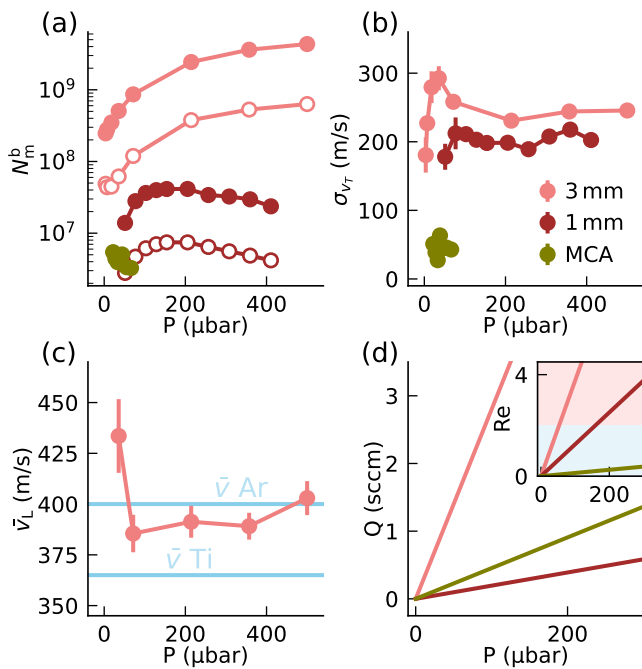 (a)
N_m^b
10^9
10^8
10^7
0
200
400
P (μbar)
(b)
σ_{v_T} (m/s)
300
200
100
0
3 mm
1 mm
MCA
0
200
400
P (μbar)
(c)
v̄_L (m/s)
450
425
400
375
350
v̄ Ar
v̄ Ti
0
200
400
P (μbar)
(d)
Q (sccm)
3
2
1
0
0
200
P (μbar)
Re
4
0
0
200